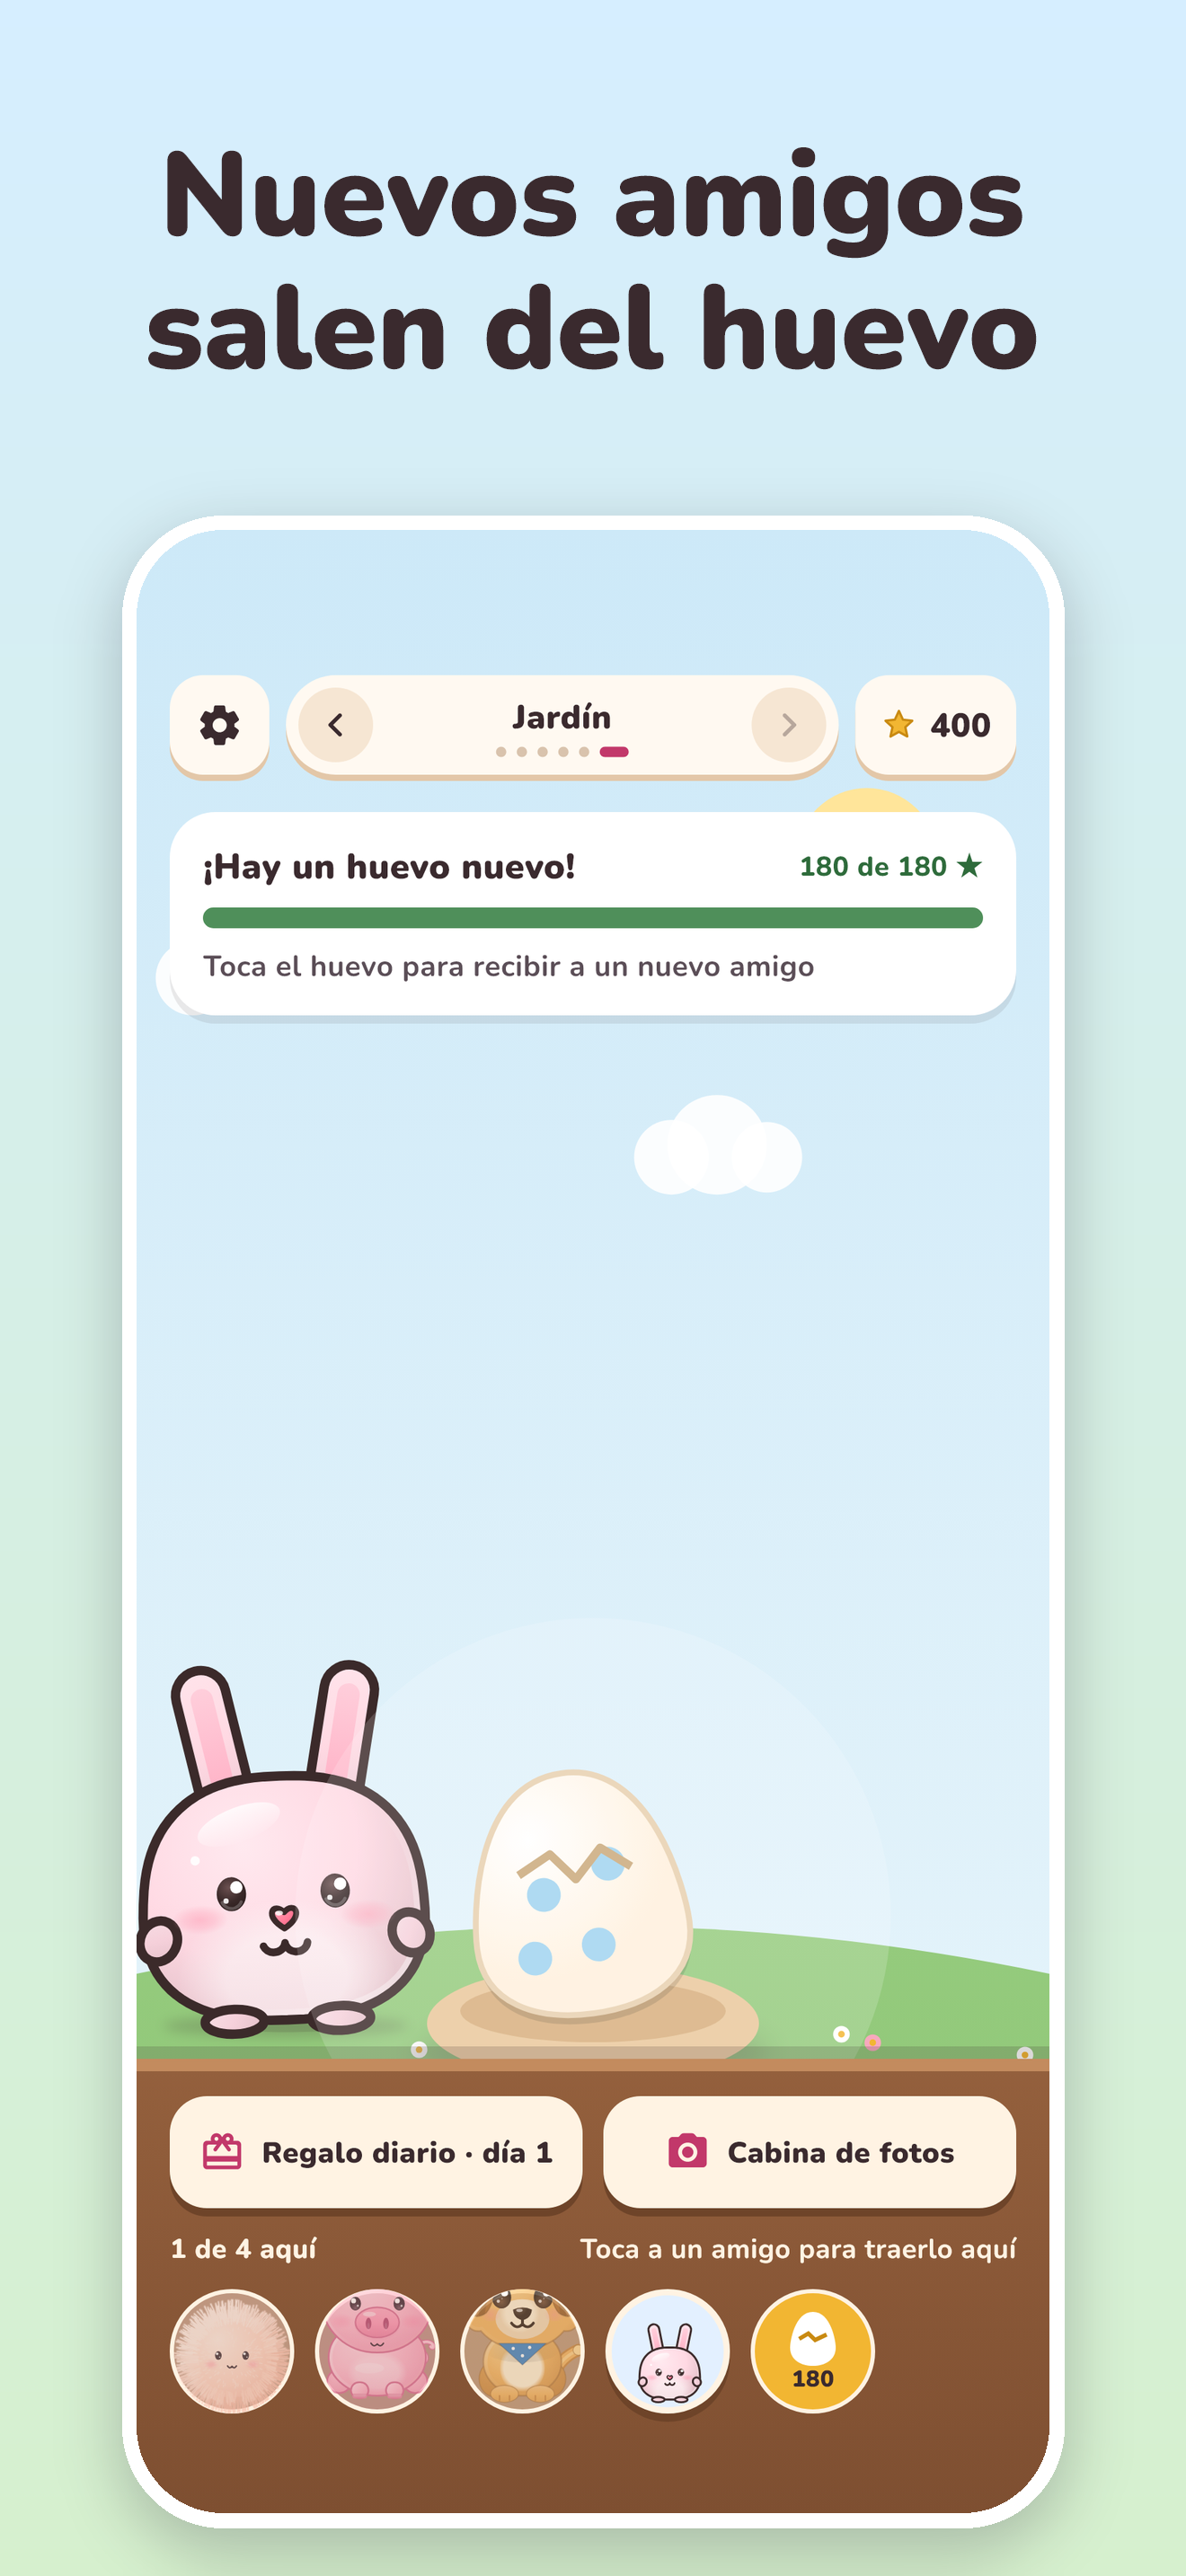 Nuevos amigos
salen del huevo
Jardín
400
¡Hay un huevo nuevo!
180 de 180 ★
Toca el huevo para recibir a un nuevo amigo
Regalo diario · día 1
Cabina de fotos
1 de 4 aquí
Toca a un amigo para traerlo aquí
180